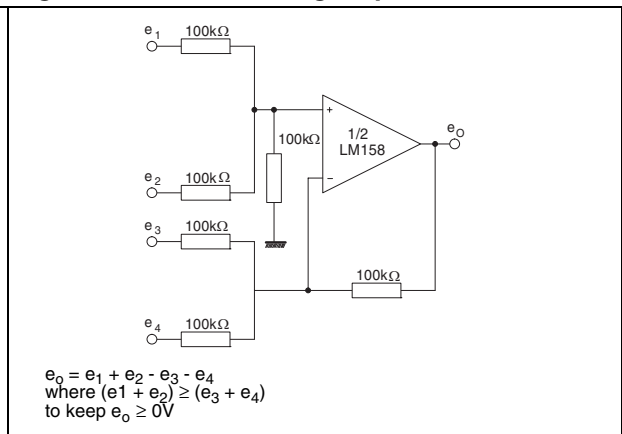 e1 100kΩ
+
1/2
LM158
eO
100kΩ
e2 100kΩ
−
e3 100kΩ
100kΩ
e4 100kΩ
eo = e1 + e2 - e3 - e4
where (e1 + e2) ≥ (e3 + e4)
to keep eo ≥ 0V